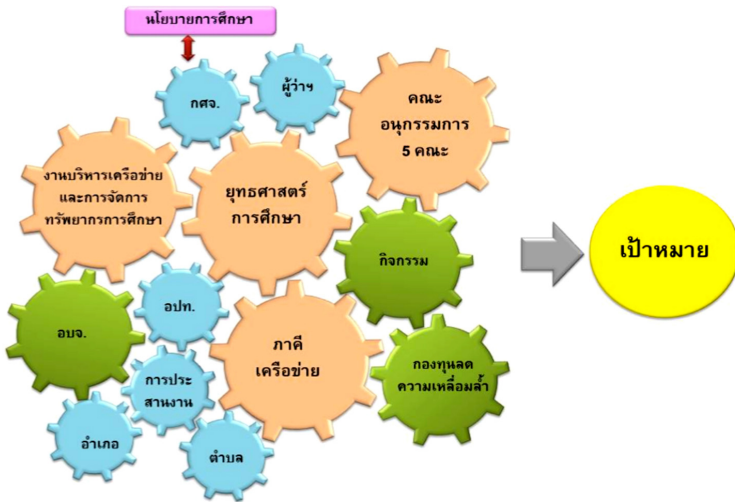 นโยบายการศึกษา
กศจ.
ผู้ว่าฯ
คณะ
อนุกรรมการ
5 คณะ
งานบริหารเครือข่าย
และการจัดการ
ทรัพยากรการศึกษา
ยุทธศาสตร์
การศึกษา
กิจกรรม
เป้าหมาย
อบจ.
อปท.
ภาคี
เครือข่าย
กองทุนลด
ความเหลื่อมล้ำ
การประ
สานงาน
อำเภอ
ตำบล